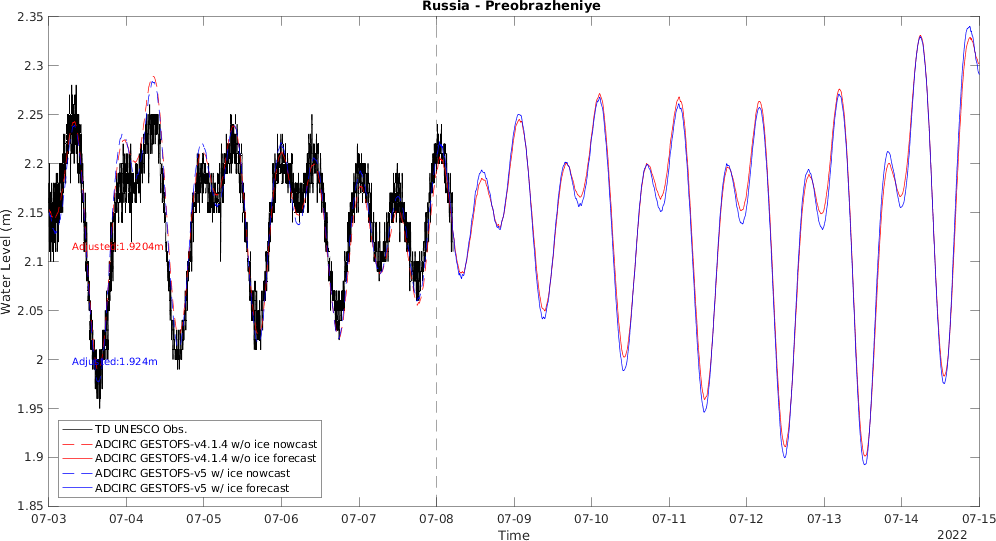 Russia - Preobrazheniye
2.35
2.3
2.25
2.2
2.15
2.1
2.05
2
1.95
1.9
1.85
Water Level (m)
Adjusted:1.9204m
Adjusted:1.924m
TD UNESCO Obs.
ADCIRC GESTOFS-v4.1.4 w/o ice nowcast
ADCIRC GESTOFS-v4.1.4 w/o ice forecast
ADCIRC GESTOFS-v5 w/ ice nowcast
ADCIRC GESTOFS-v5 w/ ice forecast
07-03 07-04 07-05 07-06 07-07 07-08 07-09 07-10 07-11 07-12 07-13 07-14 07-15
Time
2022